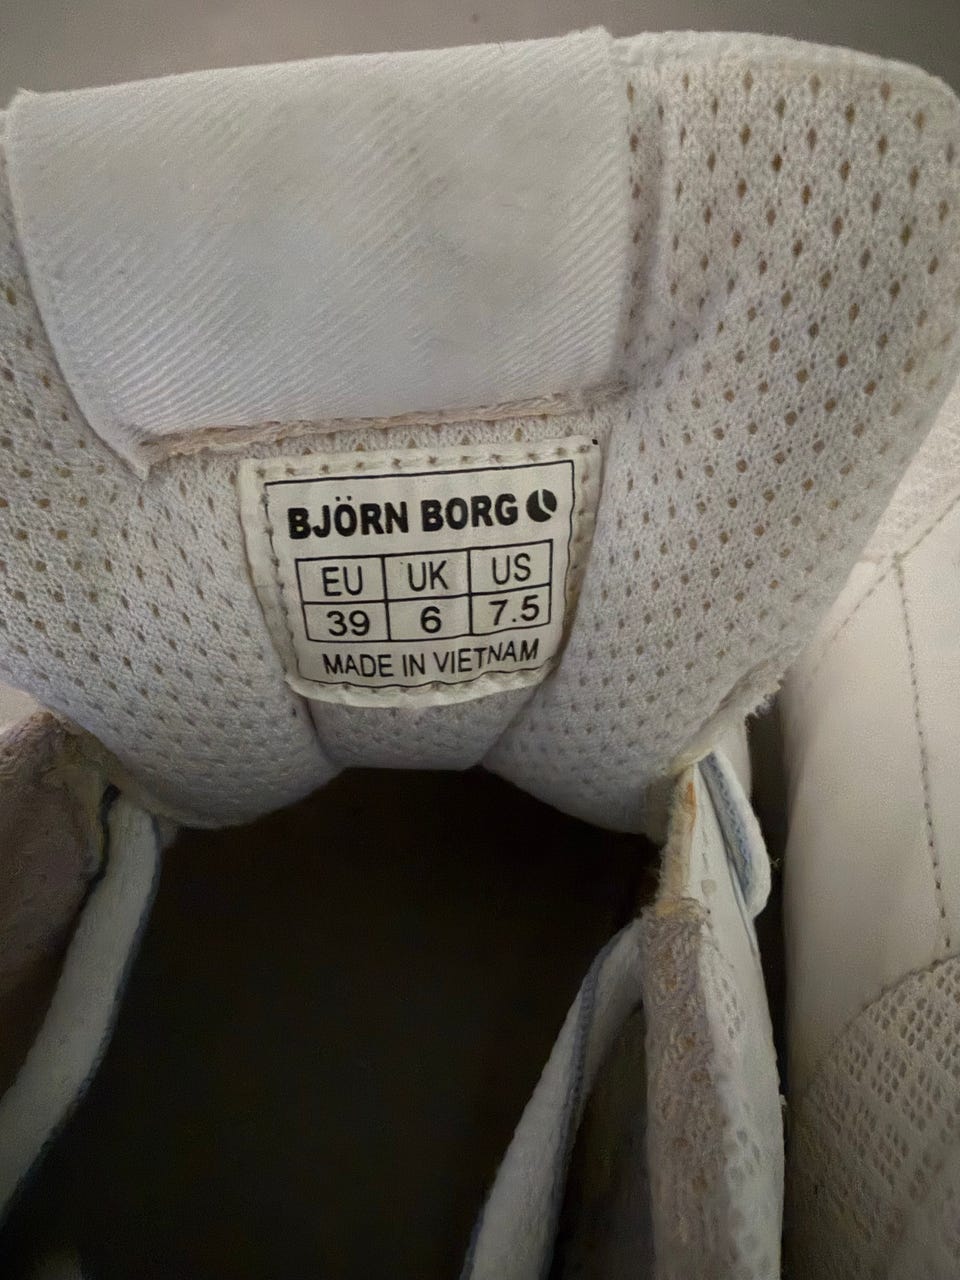 BJÖRN BORG
EU UK US
39 6 7.5
MADE IN VIETNAM